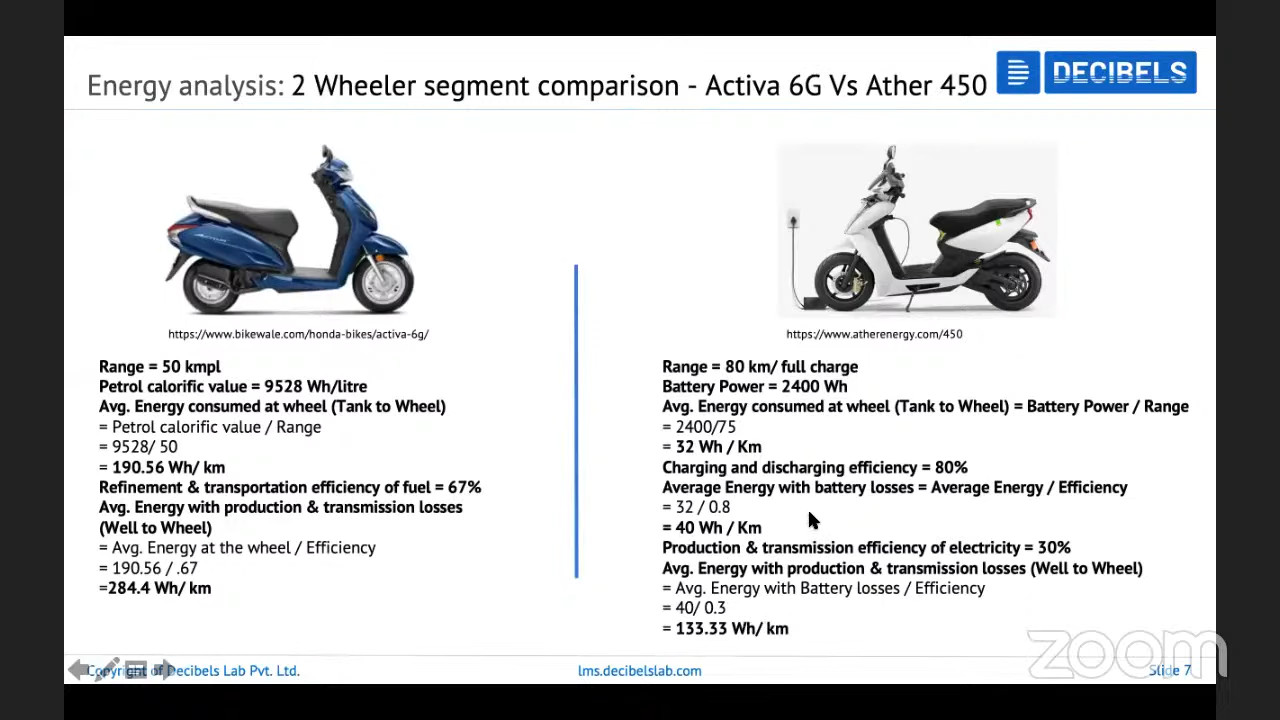 Energy analysis: 2 Wheeler segment comparison - Activa 6G Vs Ather 450
DECIBELS
https://www.bikewale.com/honda-bikes/activa-6g/
Range = 50 kmpl
Petrol calorific value = 9528 Wh/litre
Avg. Energy consumed at wheel (Tank to Wheel)
= Petrol calorific value / Range
= 9528/ 50
= 190.56 Wh/ km
Refinement & transportation efficiency of fuel = 67%
Avg. Energy with production & transmission losses
(Well to Wheel)
= Avg. Energy at the wheel / Efficiency
= 190.56 / .67
=284.4 Wh/ km
https://www.atherenergy.com/450
Range = 80 km/ full charge
Battery Power = 2400 Wh
Avg. Energy consumed at wheel (Tank to Wheel) = Battery Power / Range
= 2400/75
= 32 Wh / Km
Charging and discharging efficiency = 80%
Average Energy with battery losses = Average Energy / Efficiency
= 32 / 0.8
= 40 Wh / Km
Production & transmission efficiency of electricity = 30%
Avg. Energy with production & transmission losses (Well to Wheel)
= Avg. Energy with Battery losses / Efficiency
= 40/ 0.3
= 133.33 Wh/ km
Copyright of Decibels Lab Pvt. Ltd.
lms.decibelslab.com
Slide 7
zoom